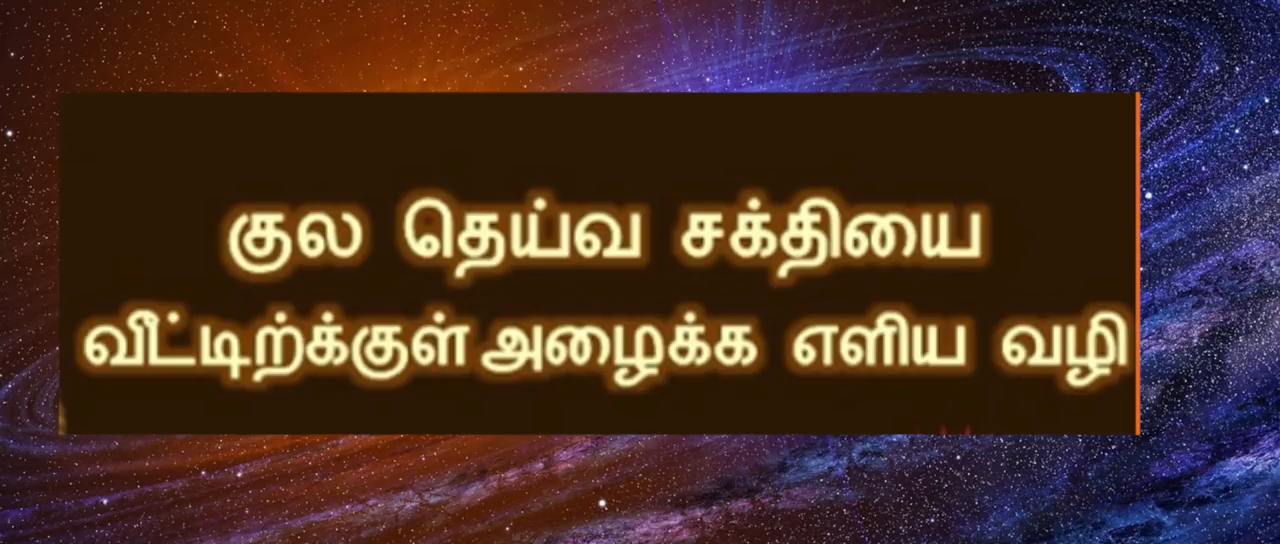 குல தெய்வ சக்தியை
வீட்டிற்க்குள் அழைக்க எளிய வழி